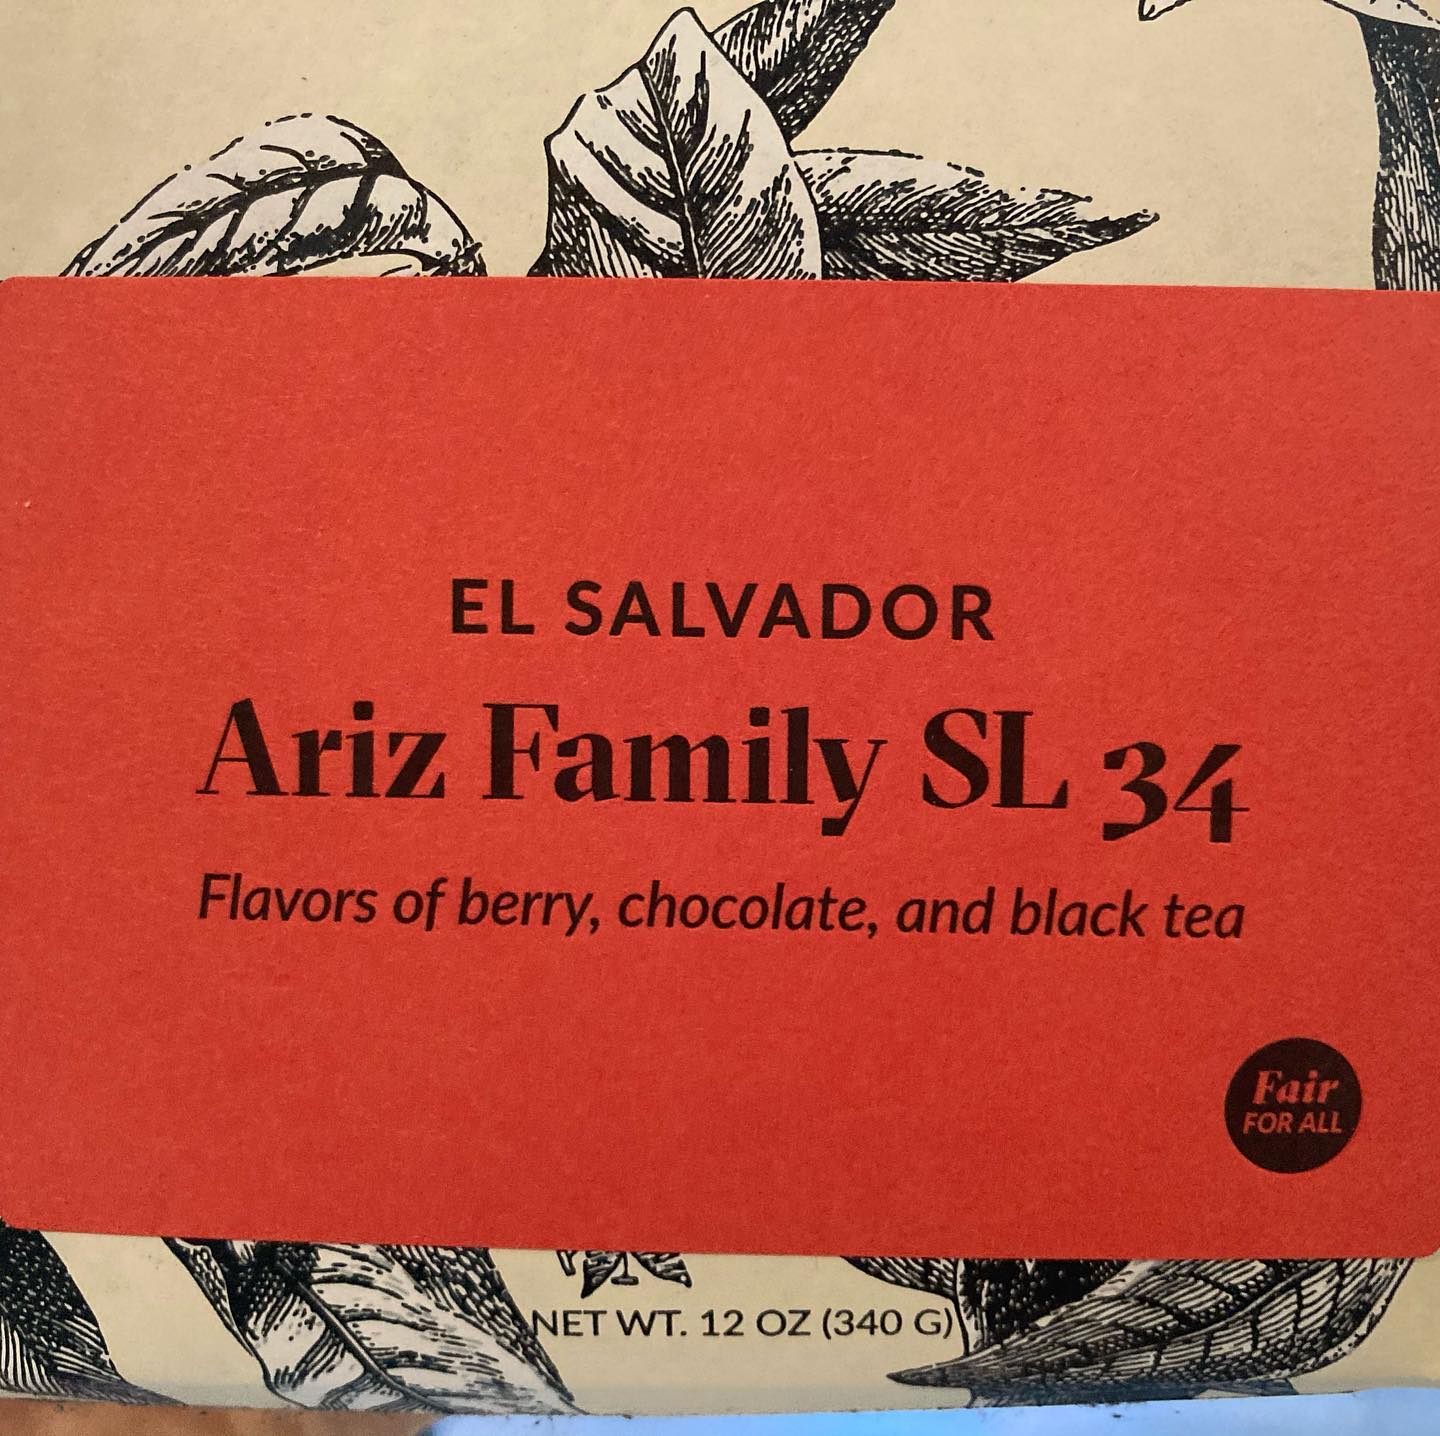 EL SALVADOR
Ariz Family SL 34
Flavors of berry, chocolate, and black tea
Fair
FOR ALL
NET WT. 12 OZ (340 G)